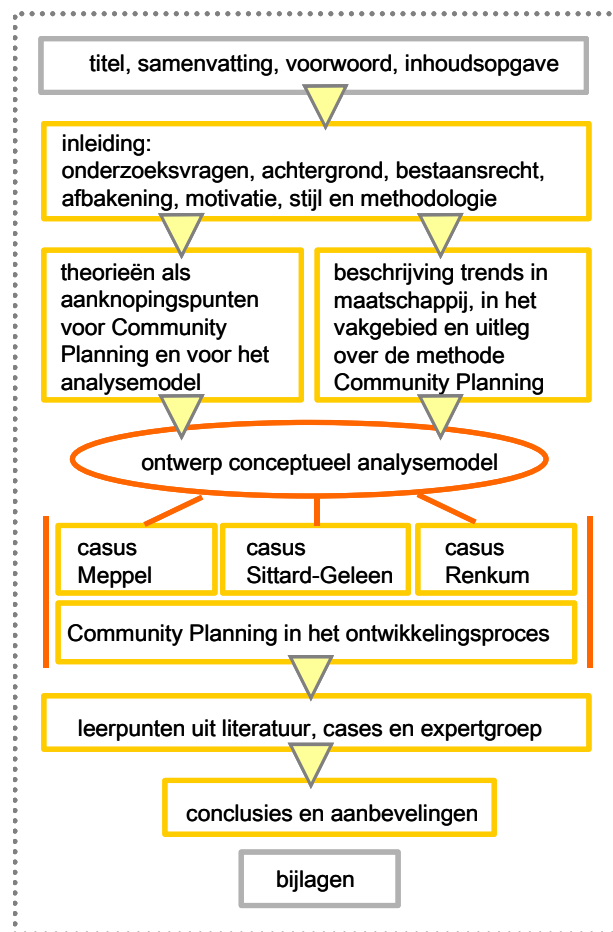 titel, samenvatting, voorwoord, inhoudsopgave
inleiding:
onderzoeksvragen, achtergrond, bestaansrecht,
afbakening, motivatie, stijl en methodologie
theorieën als
aanknopingspunten
voor Community
Planning en voor het
analysemodel
beschrijving trends in
maatschappij, in het
vakgebied en uitleg
over de methode
Community Planning
ontwerp conceptueel analysemodel
casus
Meppel
casus
Sittard-Geleen
casus
Renkum
Community Planning in het ontwikkelingsproces
leerpunten uit literatuur, cases en expertgroep
conclusies en aanbevelingen
bijlagen